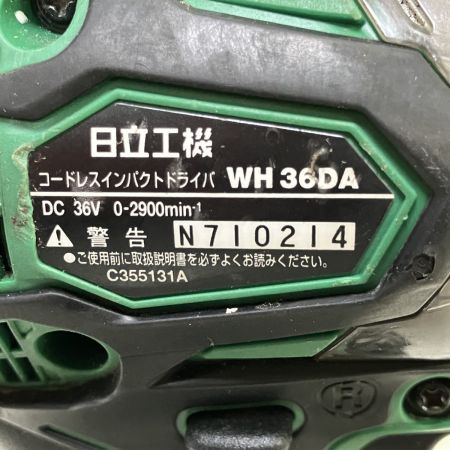 日立工機
コードレスインパクトドライバ WH 36DA
DC 36V 0-2900min-1
⚠ 警告 N710214
●ご使用前に取扱説明書を必ずよくお読みください。
C355131A
R